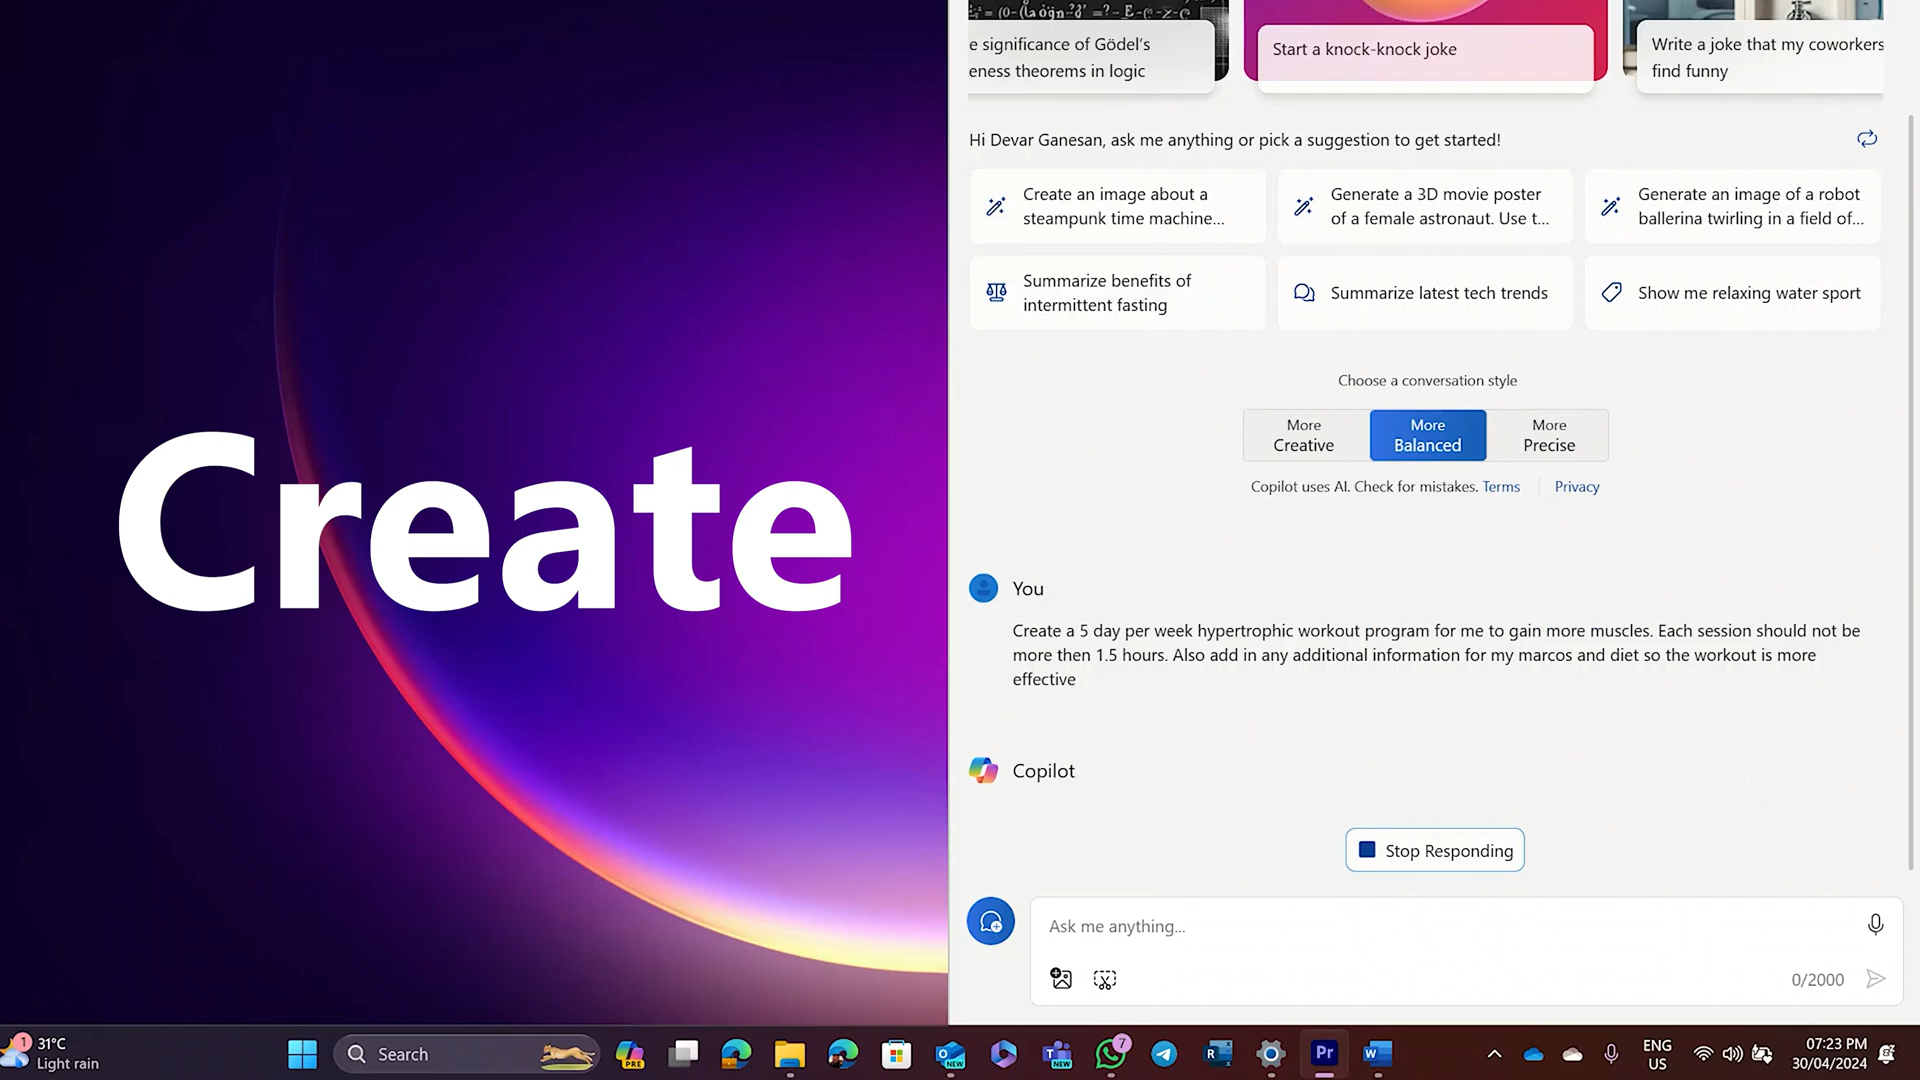 Create
e significance of Gödel's
eness theorems in logic
Start a knock-knock joke
Write a joke that my coworkers
find funny
Hi Devar Ganesan, ask me anything or pick a suggestion to get started!
Create an image about a
steampunk time machine...
Generate a 3D movie poster
of a female astronaut. Use t...
Generate an image of a robot
ballerina twirling in a field of...
Summarize benefits of
intermittent fasting
Summarize latest tech trends
Show me relaxing water sport
Choose a conversation style
More
Creative
More
Balanced
More
Precise
Copilot uses AI. Check for mistakes. Terms Privacy
You
Create a 5 day per week hypertrophic workout program for me to gain more muscles. Each session should not be
more then 1.5 hours. Also add in any additional information for my marcos and diet so the workout is more
effective
Copilot
Stop Responding
Ask me anything...
0/2000
1
31°C
Light rain
Search
PRE
NEW
NEW
7
Pr
W
ENG
US
07:23 PM
30/04/2024